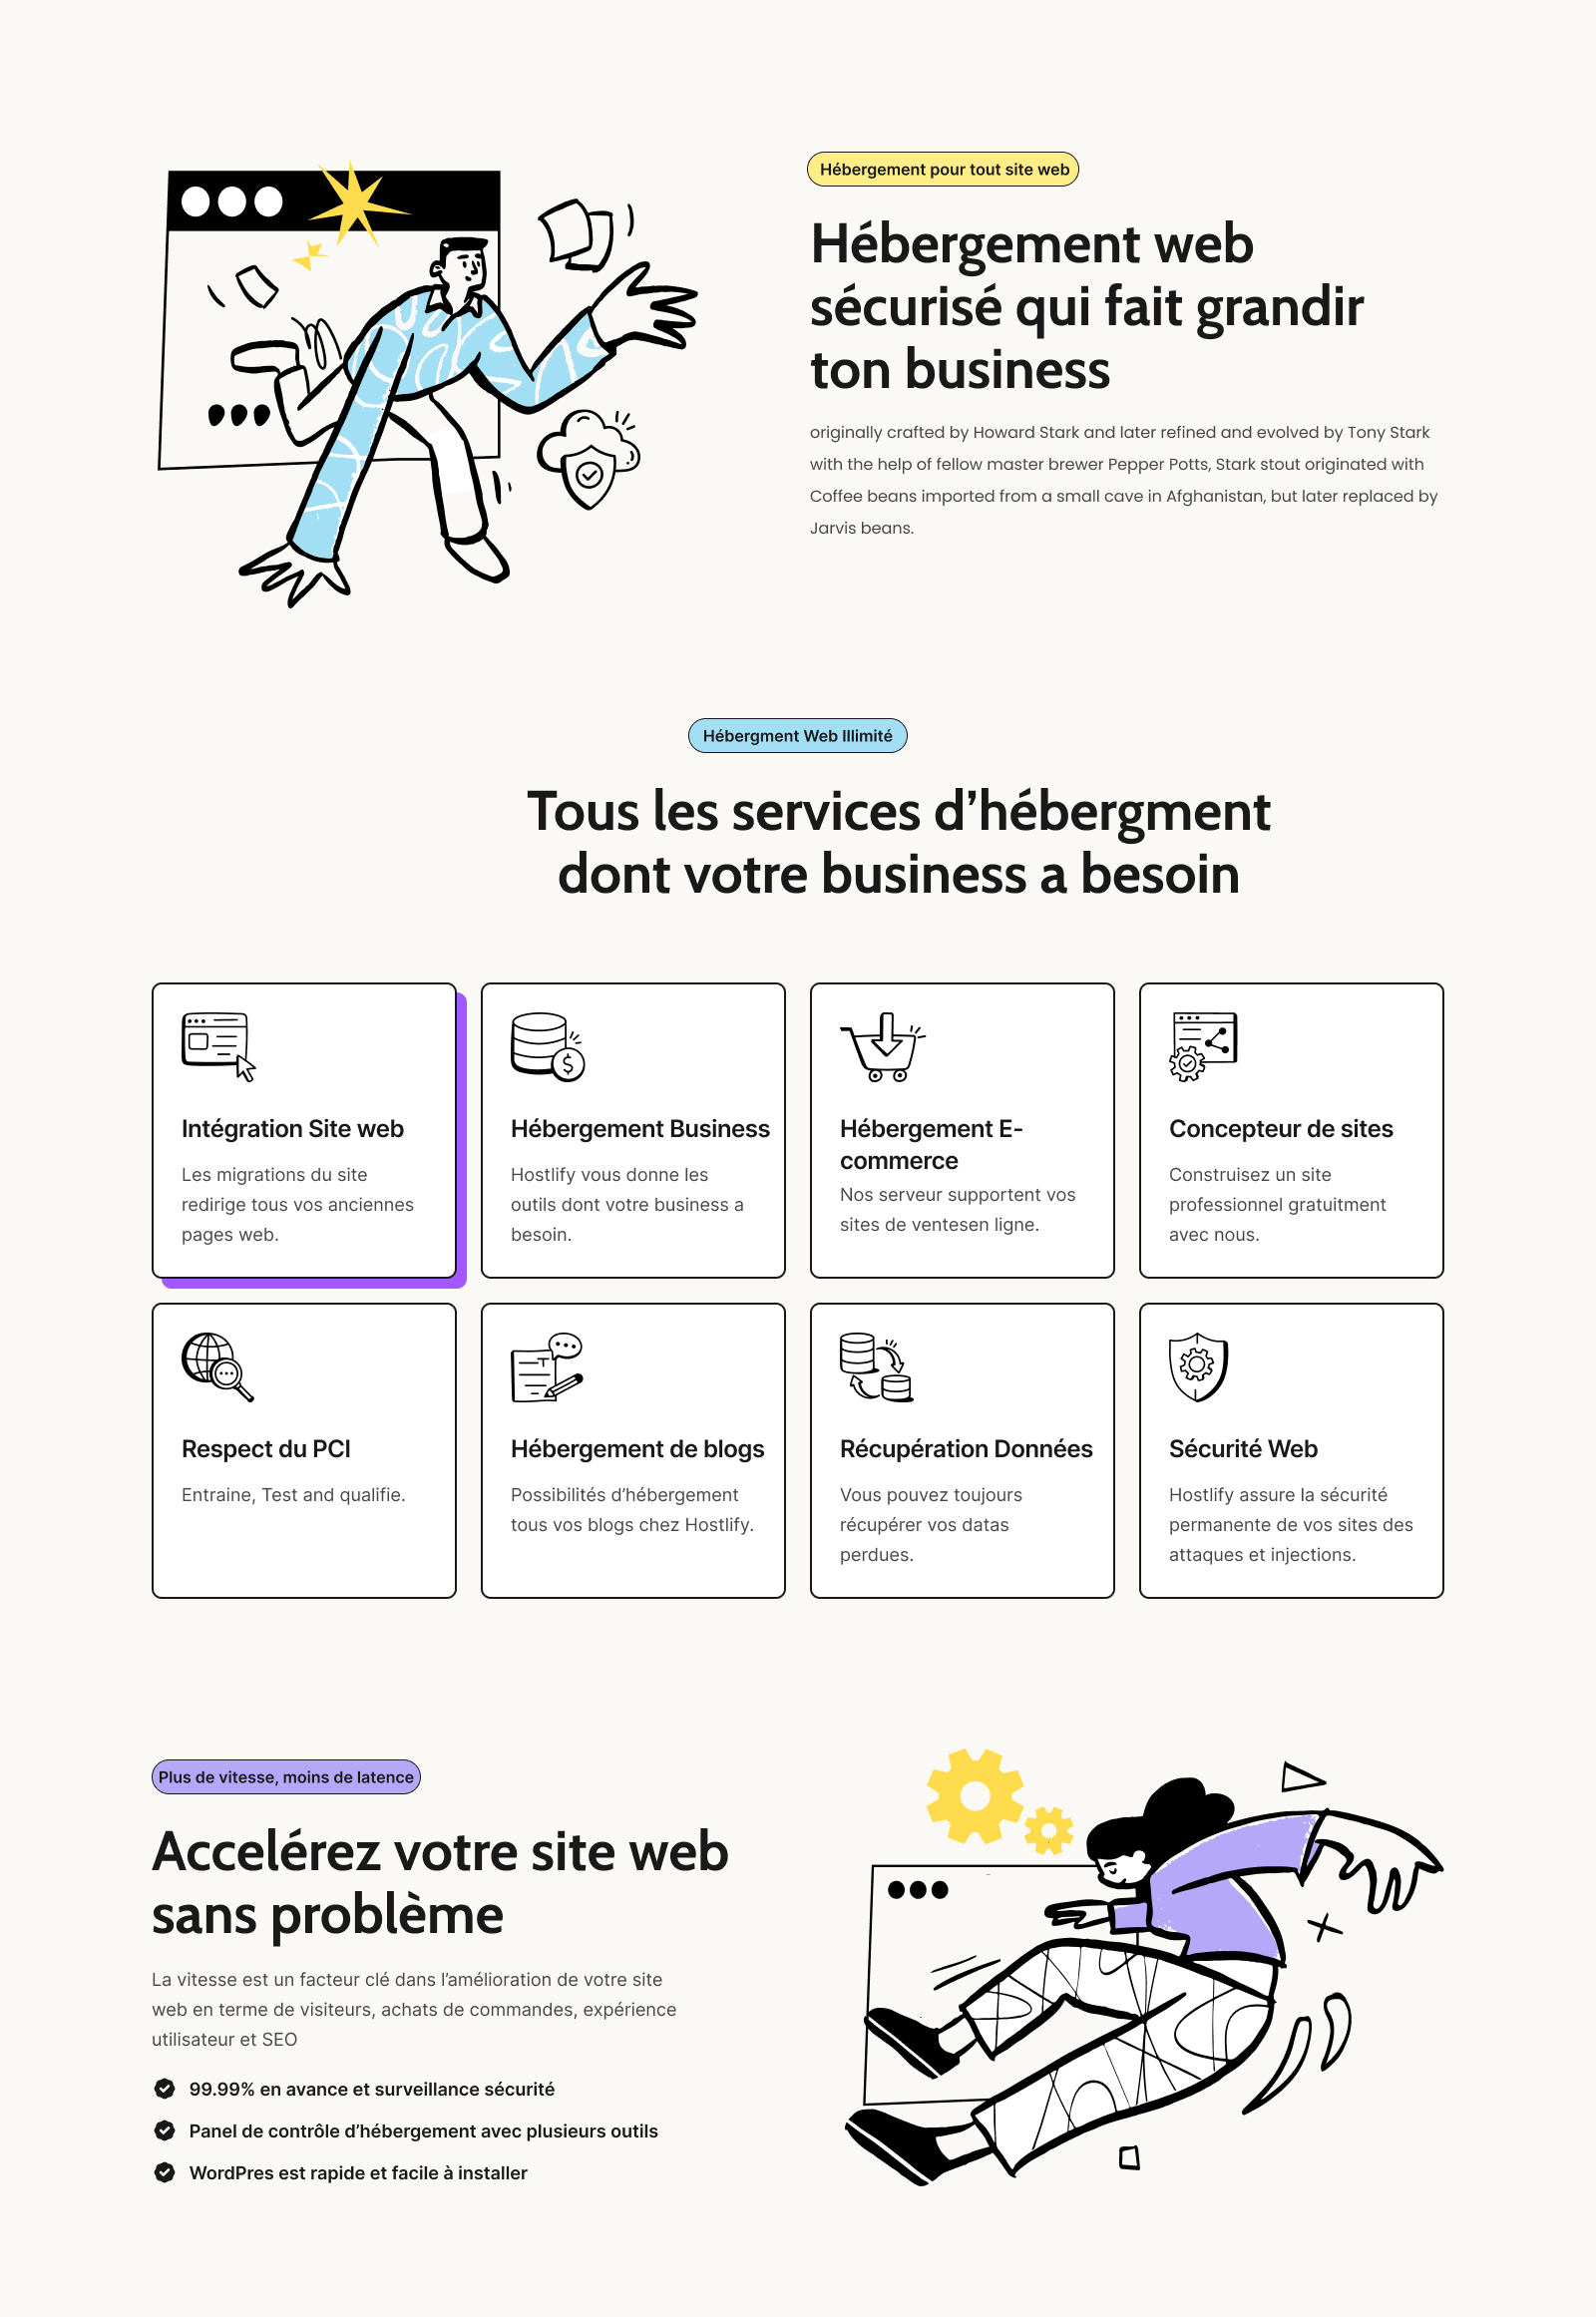 Hébergement pour tout site web
Hébergement web
sécurisé qui fait grandir
ton business
originally crafted by Howard Stark and later refined and evolved by Tony Stark
with the help of fellow master brewer Pepper Potts, Stark stout originated with
Coffee beans imported from a small cave in Afghanistan, but later replaced by
Jarvis beans.
Hébergment Web Illimité
Tous les services d’hébergment
dont votre business a besoin
Intégration Site web
Les migrations du site
redirige tous vos anciennes
pages web.
Hébergement Business
Hostlify vous donne les
outils dont votre business a
besoin.
Hébergement E-
commerce
Nos serveur supportent vos
sites de ventesen ligne.
Concepteur de sites
Construisez un site
professionnel gratuitment
avec nous.
Respect du PCI
Entraine, Test and qualifie.
Hébergement de blogs
Possibilités d’hébergement
tous vos blogs chez Hostlify.
Récupération Données
Vous pouvez toujours
récupérer vos datas
perdues.
Sécurité Web
Hostlify assure la sécurité
permanente de vos sites des
attaques et injections.
Plus de vitesse, moins de latence
Accelérez votre site web
sans problème
La vitesse est un facteur clé dans l’amélioration de votre site
web en terme de visiteurs, achats de commandes, expérience
utilisateur et SEO
99.99% en avance et surveillance sécurité
Panel de contrôle d’hébergement avec plusieurs outils
WordPres est rapide et facile à installer